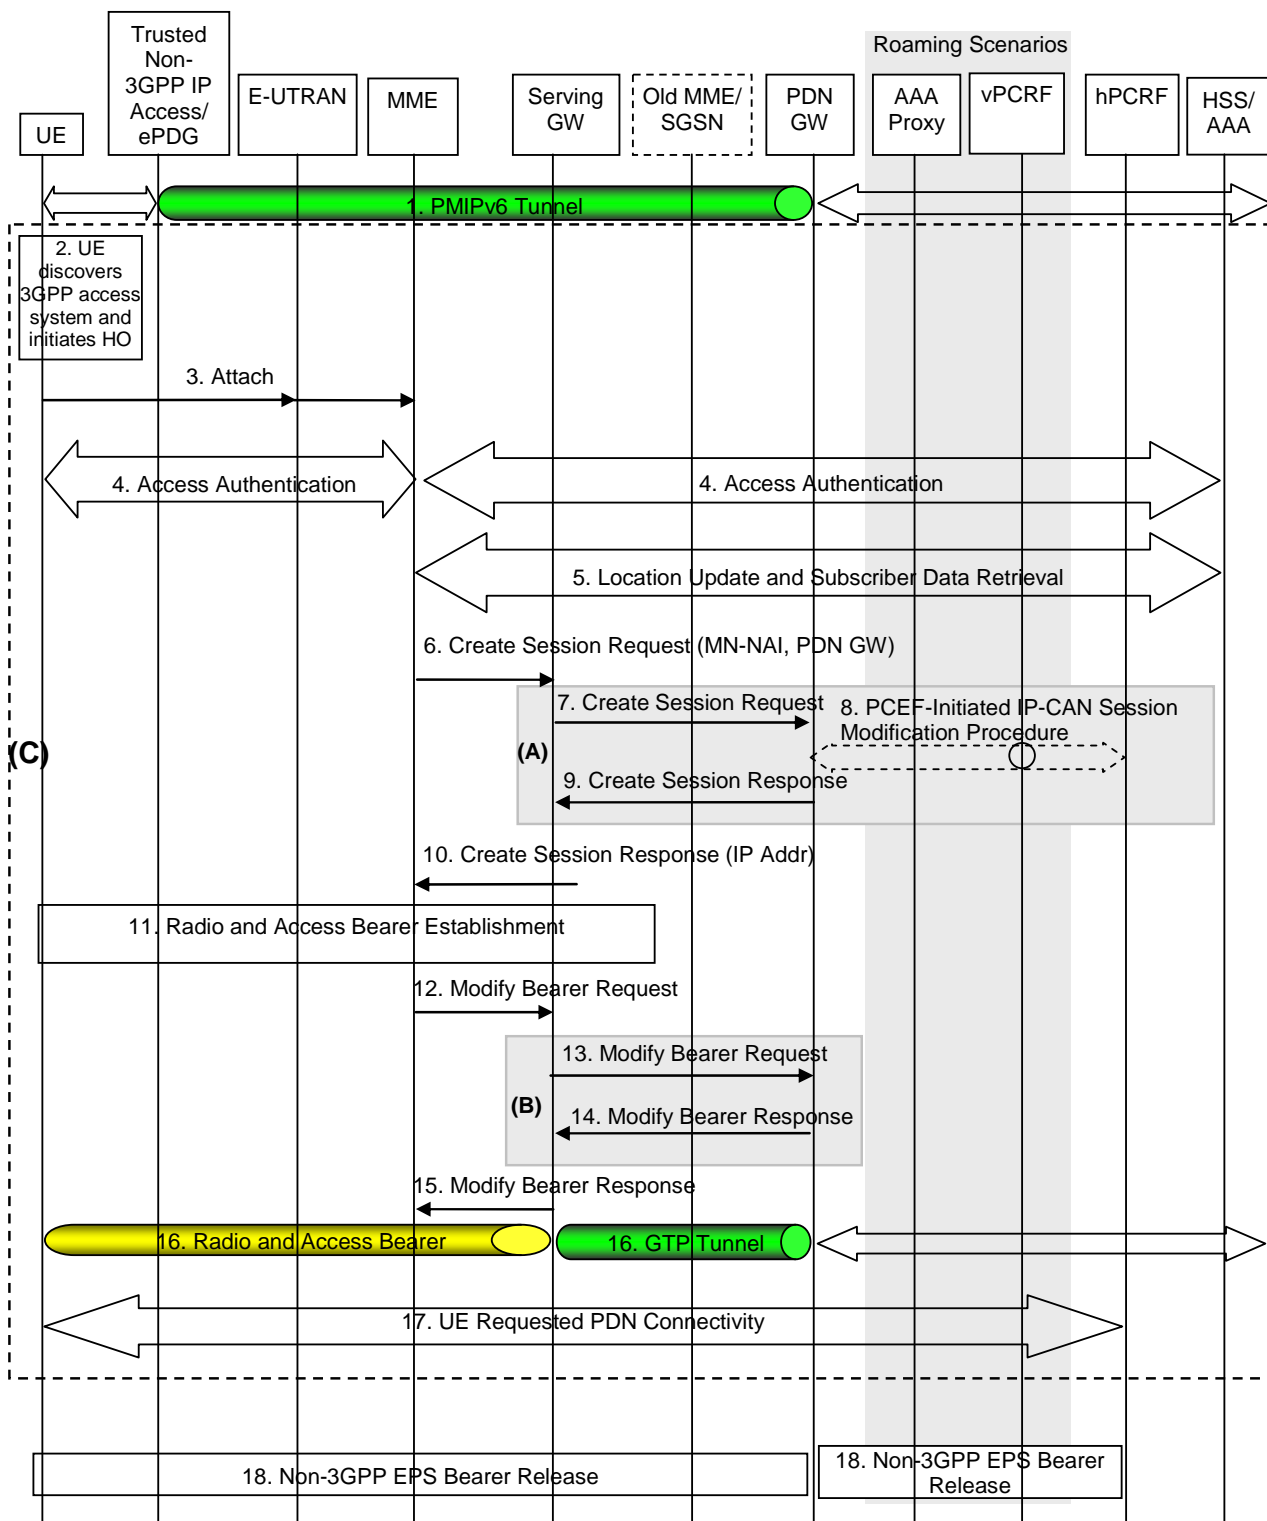 Roaming Scenarios
UE
Trusted
Non-
3GPP IP
Access/
ePDG
E-UTRAN
MME
Serving
GW
Old MME/
SGSN
PDN
GW
AAA
Proxy
vPCRF
hPCRF
HSS/
AAA
1. PMIPv6 Tunnel
2. UE
discovers
3GPP access
system and
initiates HO
3. Attach
4. Access Authentication
4. Access Authentication
5. Location Update and Subscriber Data Retrieval
6. Create Session Request (MN-NAI, PDN GW)
7. Create Session Request
8. PCEF-Initiated IP-CAN Session
Modification Procedure
(C)
(A)
9. Create Session Response
10. Create Session Response (IP Addr)
11. Radio and Access Bearer Establishment
12. Modify Bearer Request
13. Modify Bearer Request
(B)
14. Modify Bearer Response
15. Modify Bearer Response
16. Radio and Access Bearer
16. GTP Tunnel
17. UE Requested PDN Connectivity
18. Non-3GPP EPS Bearer Release
18. Non-3GPP EPS Bearer
Release